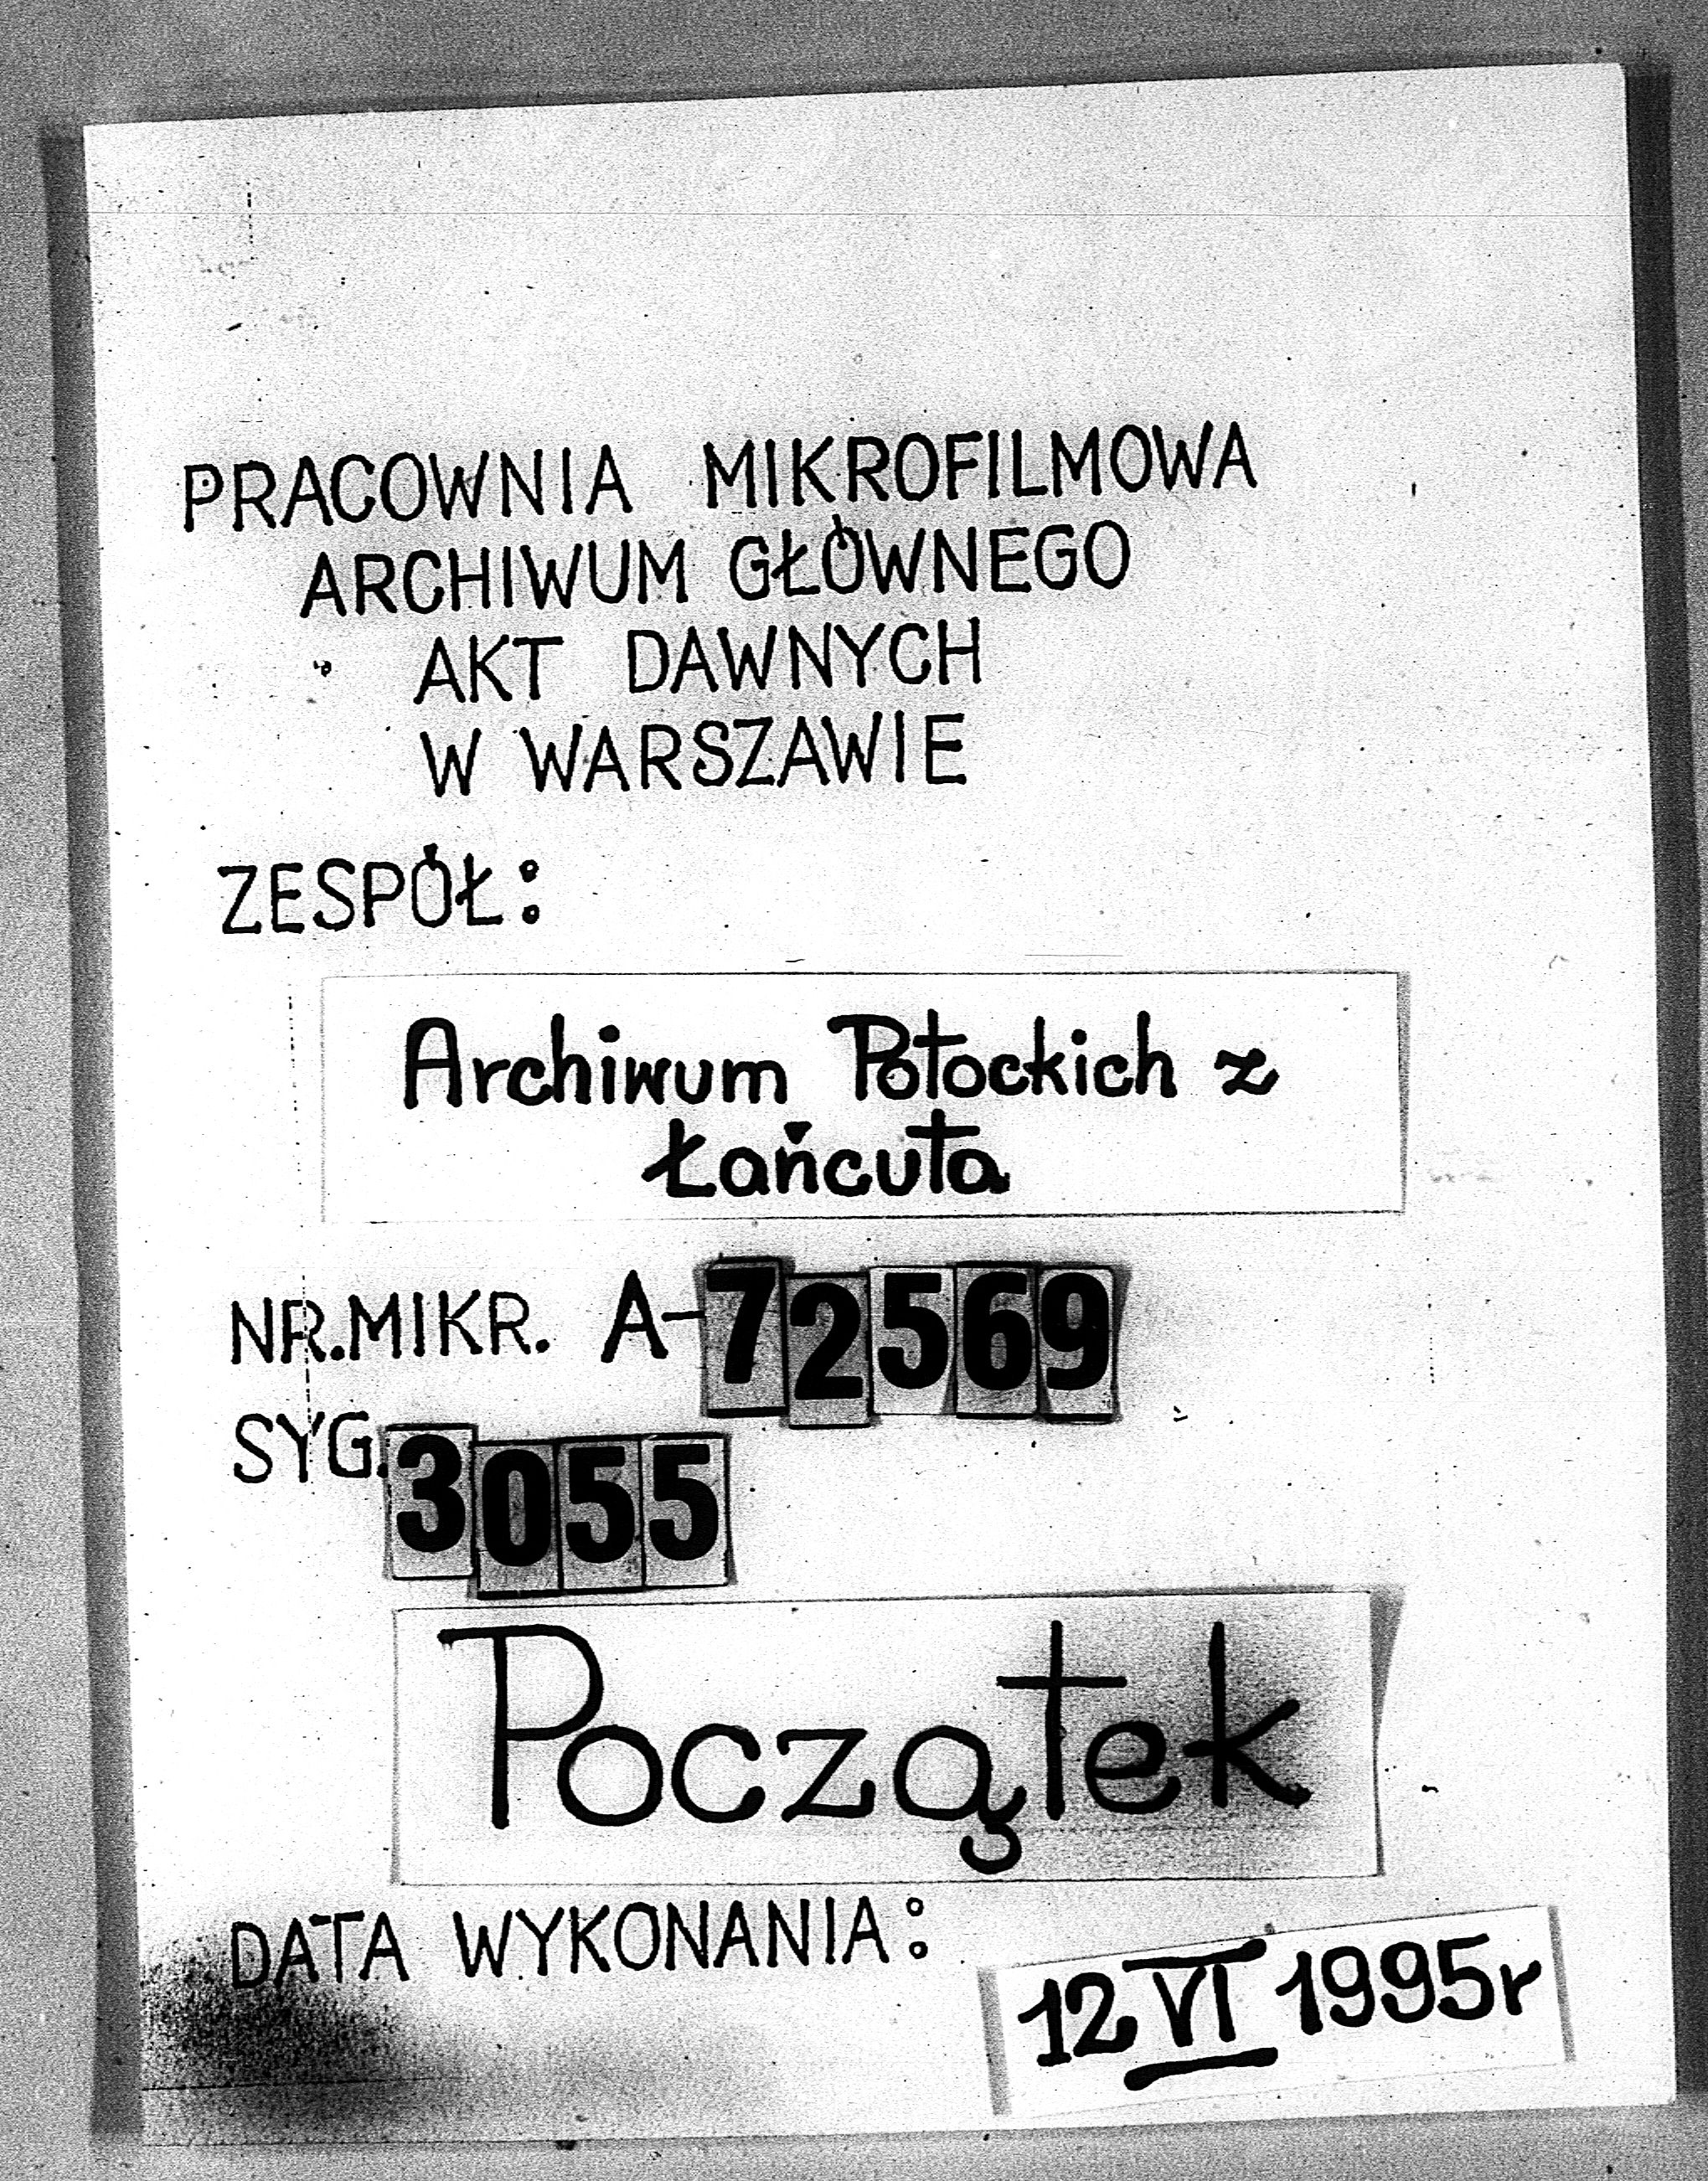 PRACOWNIA MIKROFILMOWA
ARCHIWUM GŁÓWNEGO
AKT DAWNYCH
W WARSZAWIE
ZESPÓŁ:
Archiwum Potockich z
Łańcuta
NR.MIKR. A-72569
SYG.3055
Początek
DATA WYKONANIA:
12 VI 1995r